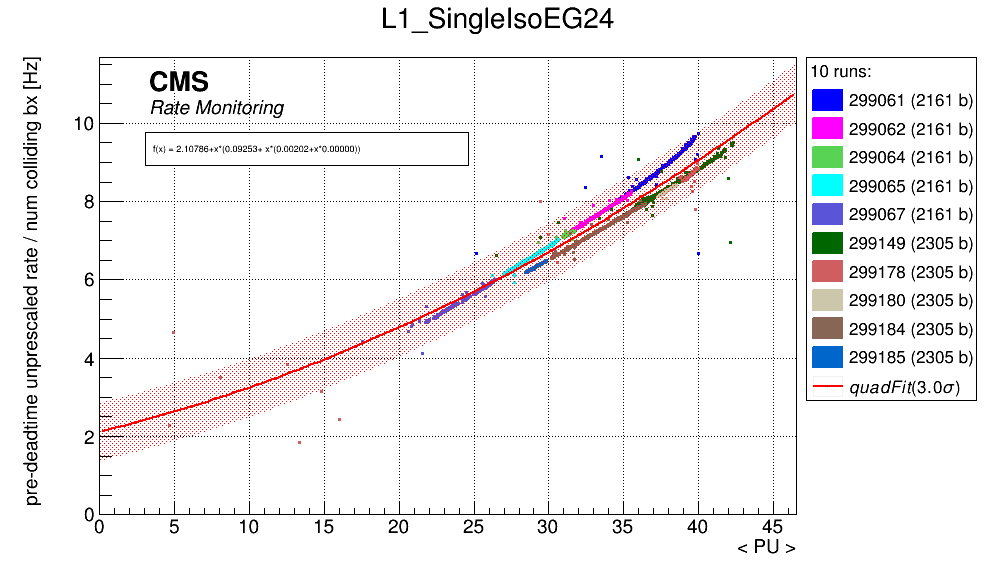 L1_SingleIsoEG24
pre-deadtime unprescaled rate / num colliding bx [Hz]
CMS
Rate Monitoring
f(x) = 2.10786+x*(0.09253+ x*(0.00202+x*0.00000))
10
8
6
4
2
0
0 5 10 15 20 25 30 35 40 45
< PU >
10 runs:
299061 (2161 b)
299062 (2161 b)
299064 (2161 b)
299065 (2161 b)
299067 (2161 b)
299149 (2305 b)
299178 (2305 b)
299180 (2305 b)
299184 (2305 b)
299185 (2305 b)
quadFit(3.0σ)